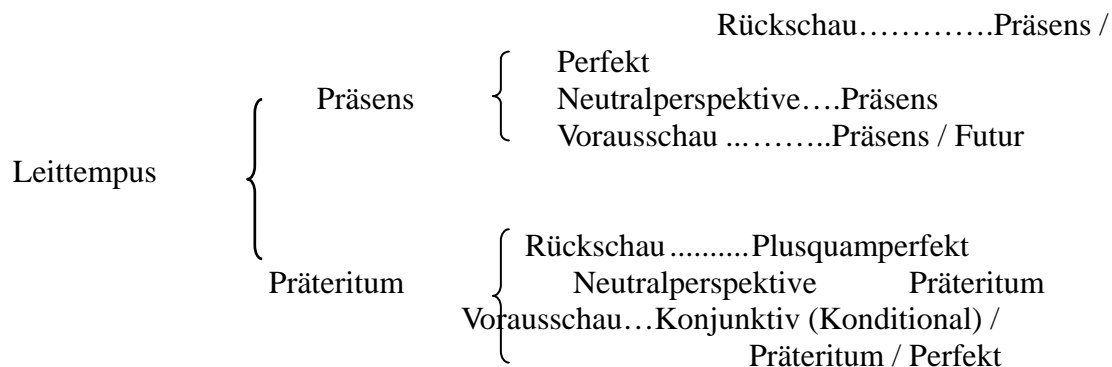 Rückschau………….Präsens /
Perfekt
Präsens Neutralperspektive….Präsens
Vorausschau ...……..Präsens / Futur
Leittempus
Rückschau ..........Plusquamperfekt
Präteritum Neutralperspektive Präteritum
Vorausschau…Konjunktiv (Konditional) /
Präteritum / Perfekt